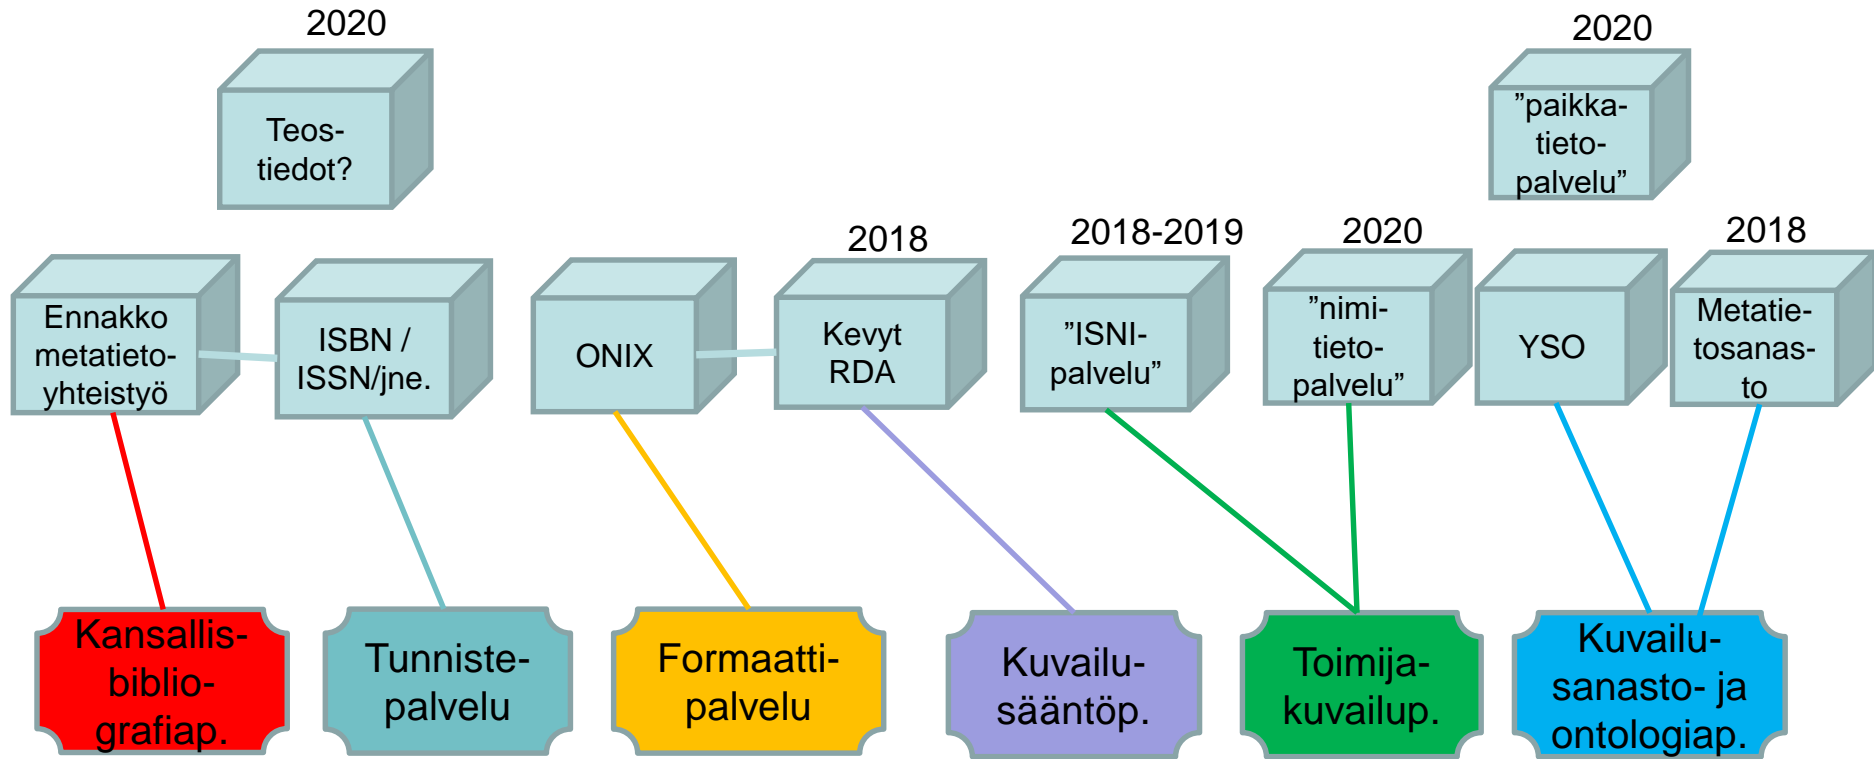 2020
Teos-
tiedot?
2020
”paikka-
tieto-
palvelu”
Ennakko
metatieto-
yhteistyö
ISBN /
ISSN/jne.
ONIX
2018
Kevyt
RDA
2018-2019
”ISNI-
palvelu”
2020
”nimi-
tieto-
palvelu”
YSO
2018
Metatie-
tosanas-
to
Kansallis-
biblio-
grafiap.
Tunniste-
palvelu
Formaatti-
palvelu
Kuvailu-
sääntöp.
Toimija-
kuvailup.
Kuvailu-
sanasto- ja
ontologiap.